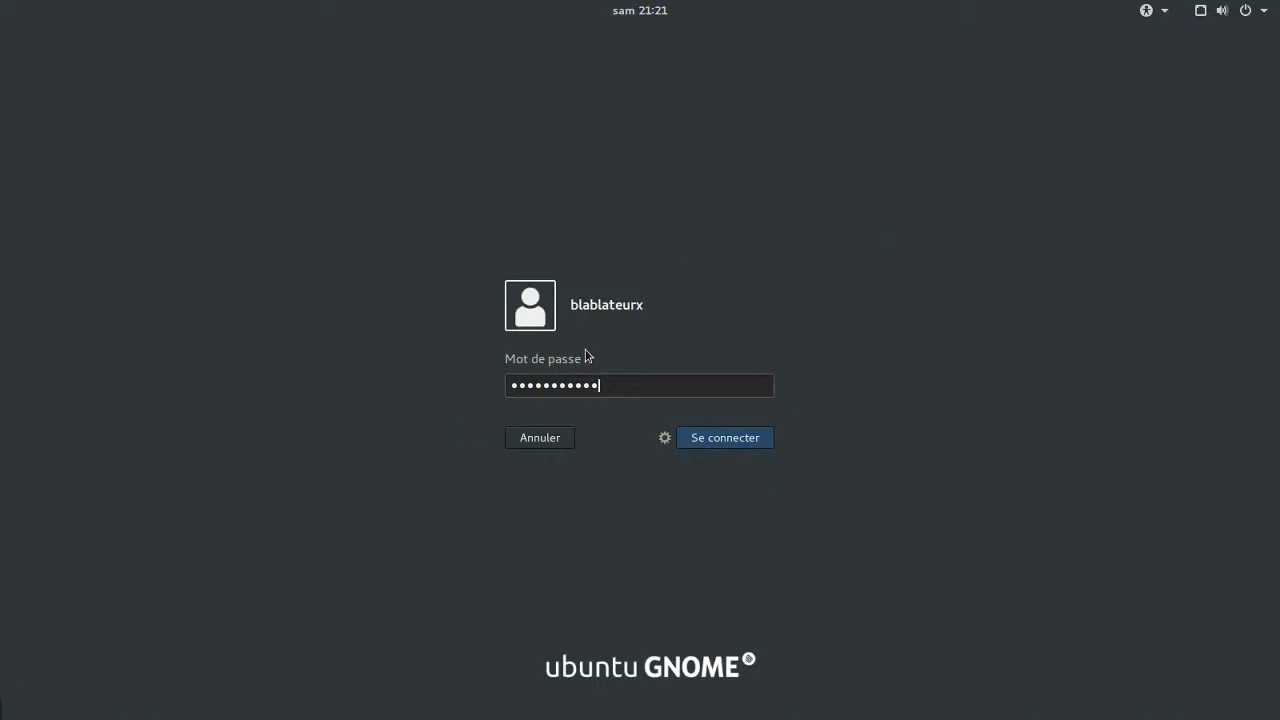 sam 21:21
blablateurx
Mot de passe
•••••••••••
Annuler
Se connecter
ubuntu GNOME